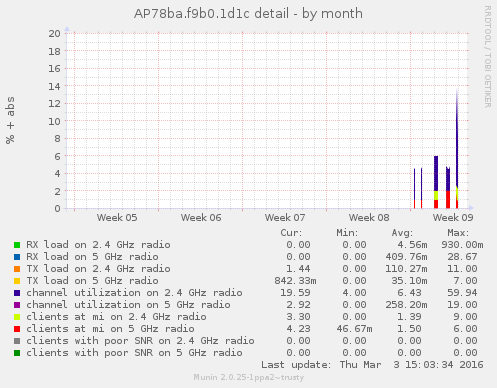 AP78ba.f9b0.1d1c detail - by month
RRDTOOL / TOBI OETIKER
% + abs
20
18
16
14
12
10
8
6
4
2
0
Week 05 Week 06 Week 07 Week 08 Week 09
Cur: Min: Avg: Max:
RX load on 2.4 GHz radio 0.00 0.00 4.56m 930.00m
RX load on 5 GHz radio 0.00 0.00 409.76m 28.67
TX load on 2.4 GHz radio 1.44 0.00 110.27m 11.00
TX load on 5 GHz radio 842.33m 0.00 35.10m 7.00
channel utilization on 2.4 GHz radio 19.59 4.00 6.43 59.94
channel utilization on 5 GHz radio 2.92 0.00 258.20m 19.00
clients at mi on 2.4 GHz radio 3.30 0.00 1.39 9.00
clients at mi on 5 GHz radio 4.23 46.67m 1.50 6.00
clients with poor SNR on 2.4 GHz radio 0.00 0.00 0.00 0.00
clients with poor SNR on 5 GHz radio 0.00 0.00 0.00 0.00
Last update: Thu Mar 3 15:03:34 2016
Munin 2.0.25-1ppa2~trusty